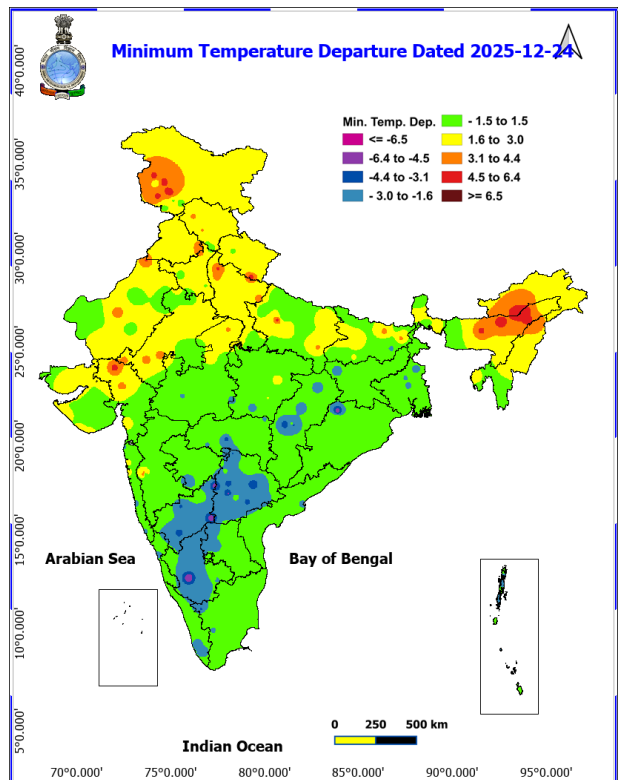 Minimum Temperature Departure Dated 2025-12-24
Min. Temp. Dep.
<= -6.5
-6.4 to -4.5
-4.4 to -3.1
- 3.0 to -1.6
- 1.5 to 1.5
1.6 to 3.0
3.1 to 4.4
4.5 to 6.4
>= 6.5
40°0.000'
35°0.000'
30°0.000'
25°0.000'
20°0.000'
15°0.000'
10°0.000'
5°0.000'
Arabian Sea
Bay of Bengal
Indian Ocean
0 250 500 km
70°0.000' 75°0.000' 80°0.000' 85°0.000' 90°0.000' 95°0.000'